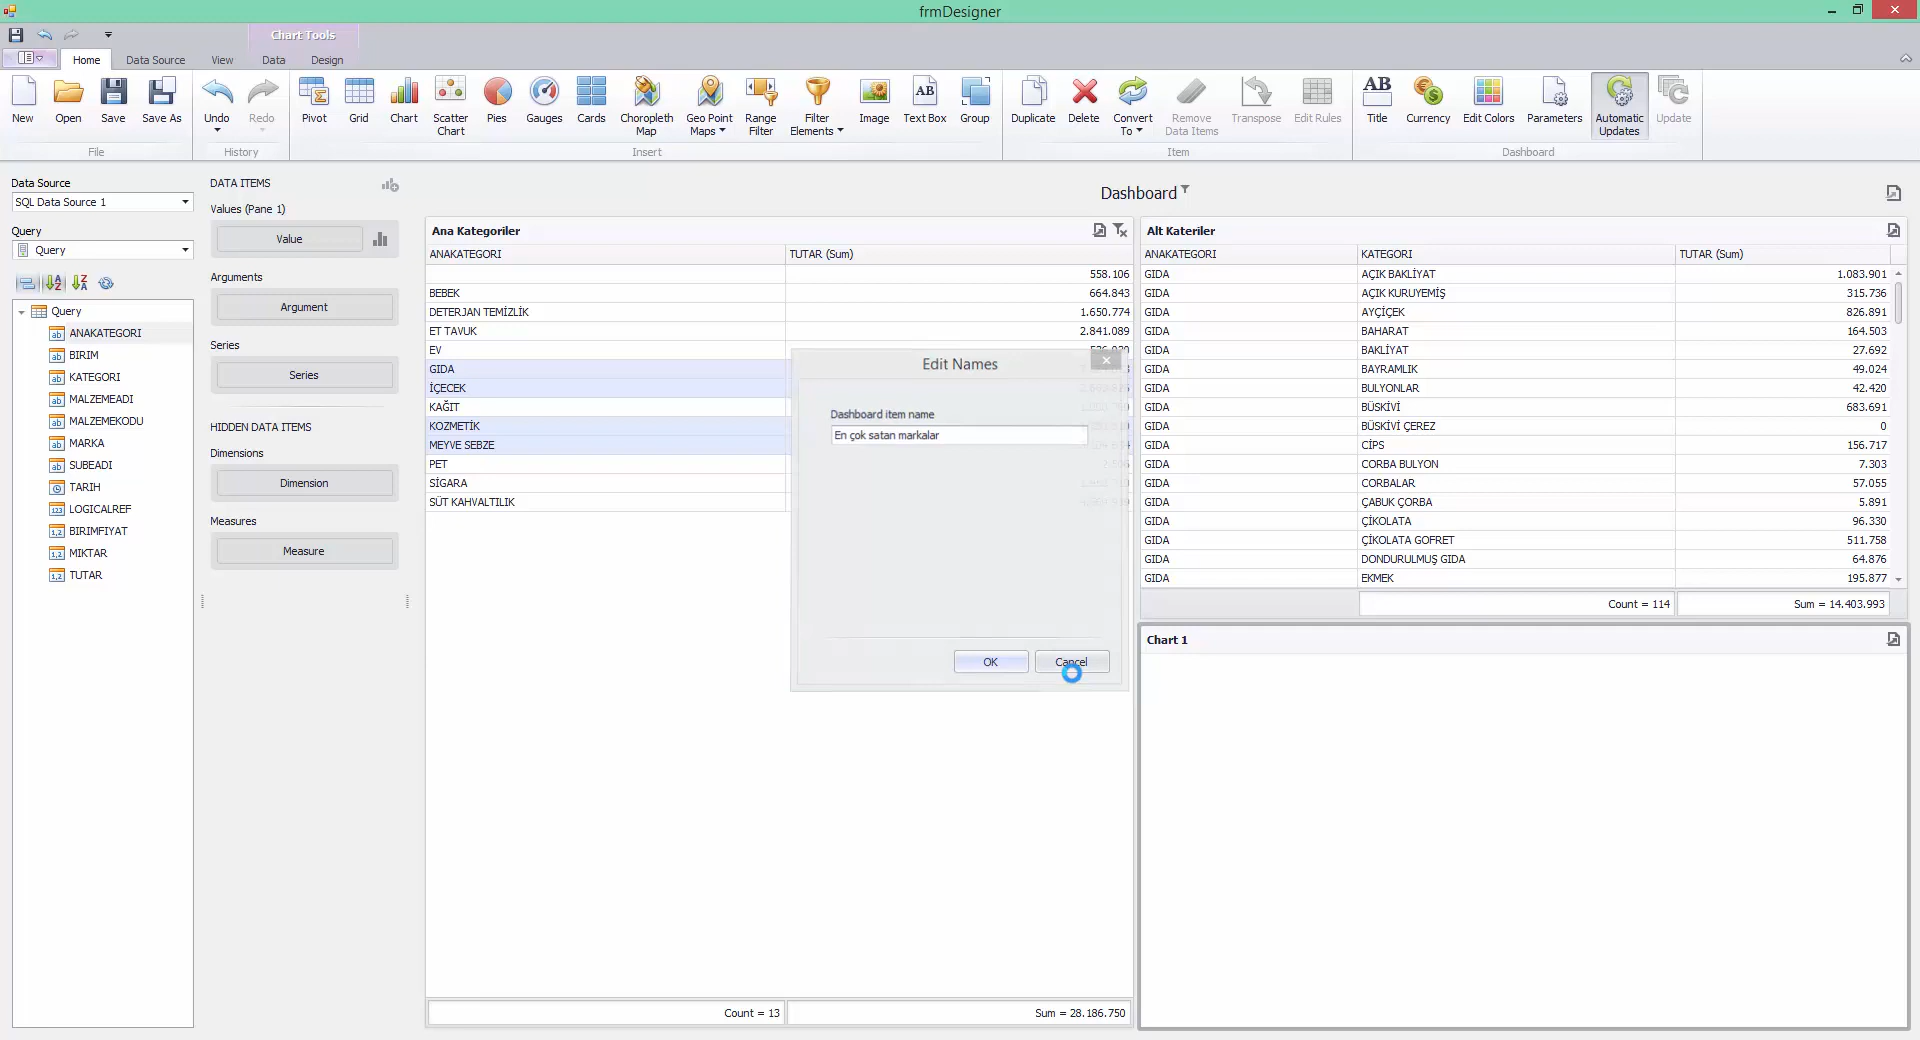 frmDesigner
Chart Tools
Home Data Source View Data Design
New Open Save Save As Undo Redo Pivot Grid Chart Scatter Chart Pies Gauges Cards Choropleth Map Geo Point Maps Range Filter Filter Elements Image AB Text Box Group Duplicate Delete Convert To Remove Data Items Transpose Edit Rules AB Title Currency Edit Colors Parameters Automatic Updates Update
File History Insert Item Dashboard
Data Source
SQL Data Source 1
Query
Query
Query
ANAKATEGORI
BIRIM
KATEGORI
MALZEMEADI
MALZEMEKODU
MARKA
SUBEADI
TARIH
LOGICALREF
BIRIMFIYAT
MIKTAR
TUTAR
DATA ITEMS
Values (Pane 1)
Value
Arguments
Argument
Series
Series
HIDDEN DATA ITEMS
Dimensions
Dimension
Measures
Measure
Dashboard
Ana Kategoriler
ANAKATEGORI TUTAR (Sum)
558.106
BEBEK 664.843
DETERJAN TEMİZLİK 1.650.774
ET TAVUK 2.841.089
EV
GIDA
İÇECEK
KAĞIT
KOZMETİK
MEYVE SEBZE
PET
SİGARA
SÜT KAHVALTILIK
Count = 13 Sum = 28.186.750
Edit Names
Dashboard item name
En çok satan markalar
OK Cancel
Alt Kateriler
ANAKATEGORI KATEGORI TUTAR (Sum)
GIDA AÇIK BAKLİYAT 1.083.901
GIDA AÇIK KURUYEMİŞ 315.736
GIDA AYÇİÇEK 826.891
GIDA BAHARAT 164.503
GIDA BAKLİYAT 27.692
GIDA BAYRAMLIK 49.024
GIDA BULYONLAR 42.420
GIDA BÜSKİVİ 683.691
GIDA BÜSKİVİ ÇEREZ 0
GIDA CİPS 156.717
GIDA CORBA BULYON 7.303
GIDA CORBALAR 57.055
GIDA ÇABUK ÇORBA 5.891
GIDA ÇİKOLATA 96.330
GIDA ÇİKOLATA GOFRET 511.758
GIDA DONDURULMUŞ GIDA 64.876
GIDA EKMEK 195.877
Count = 114 Sum = 14.403.993
Chart 1